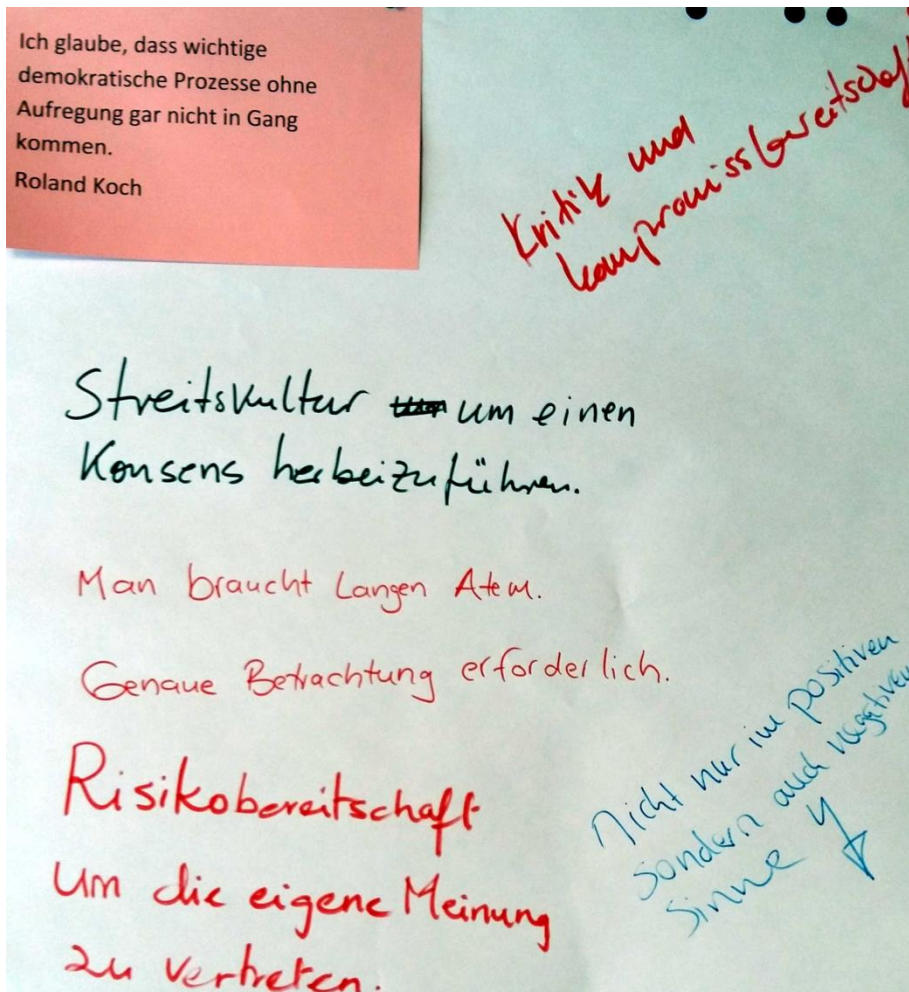 Ich glaube, dass wichtige
demokratische Prozesse ohne
Aufregung gar nicht in Gang
kommen.
Roland Koch
Kritik und
kompromissbereitschaft
Streitskultur um einen
Konsens herbeizuführen.
Man braucht Langen Atem.
Genaue Betrachtung erforderlich.
Risikobereitschaft
um die eigene Meinung
zu vertreten.
Nicht nur im positiven
sondern auch negativen
Sinne